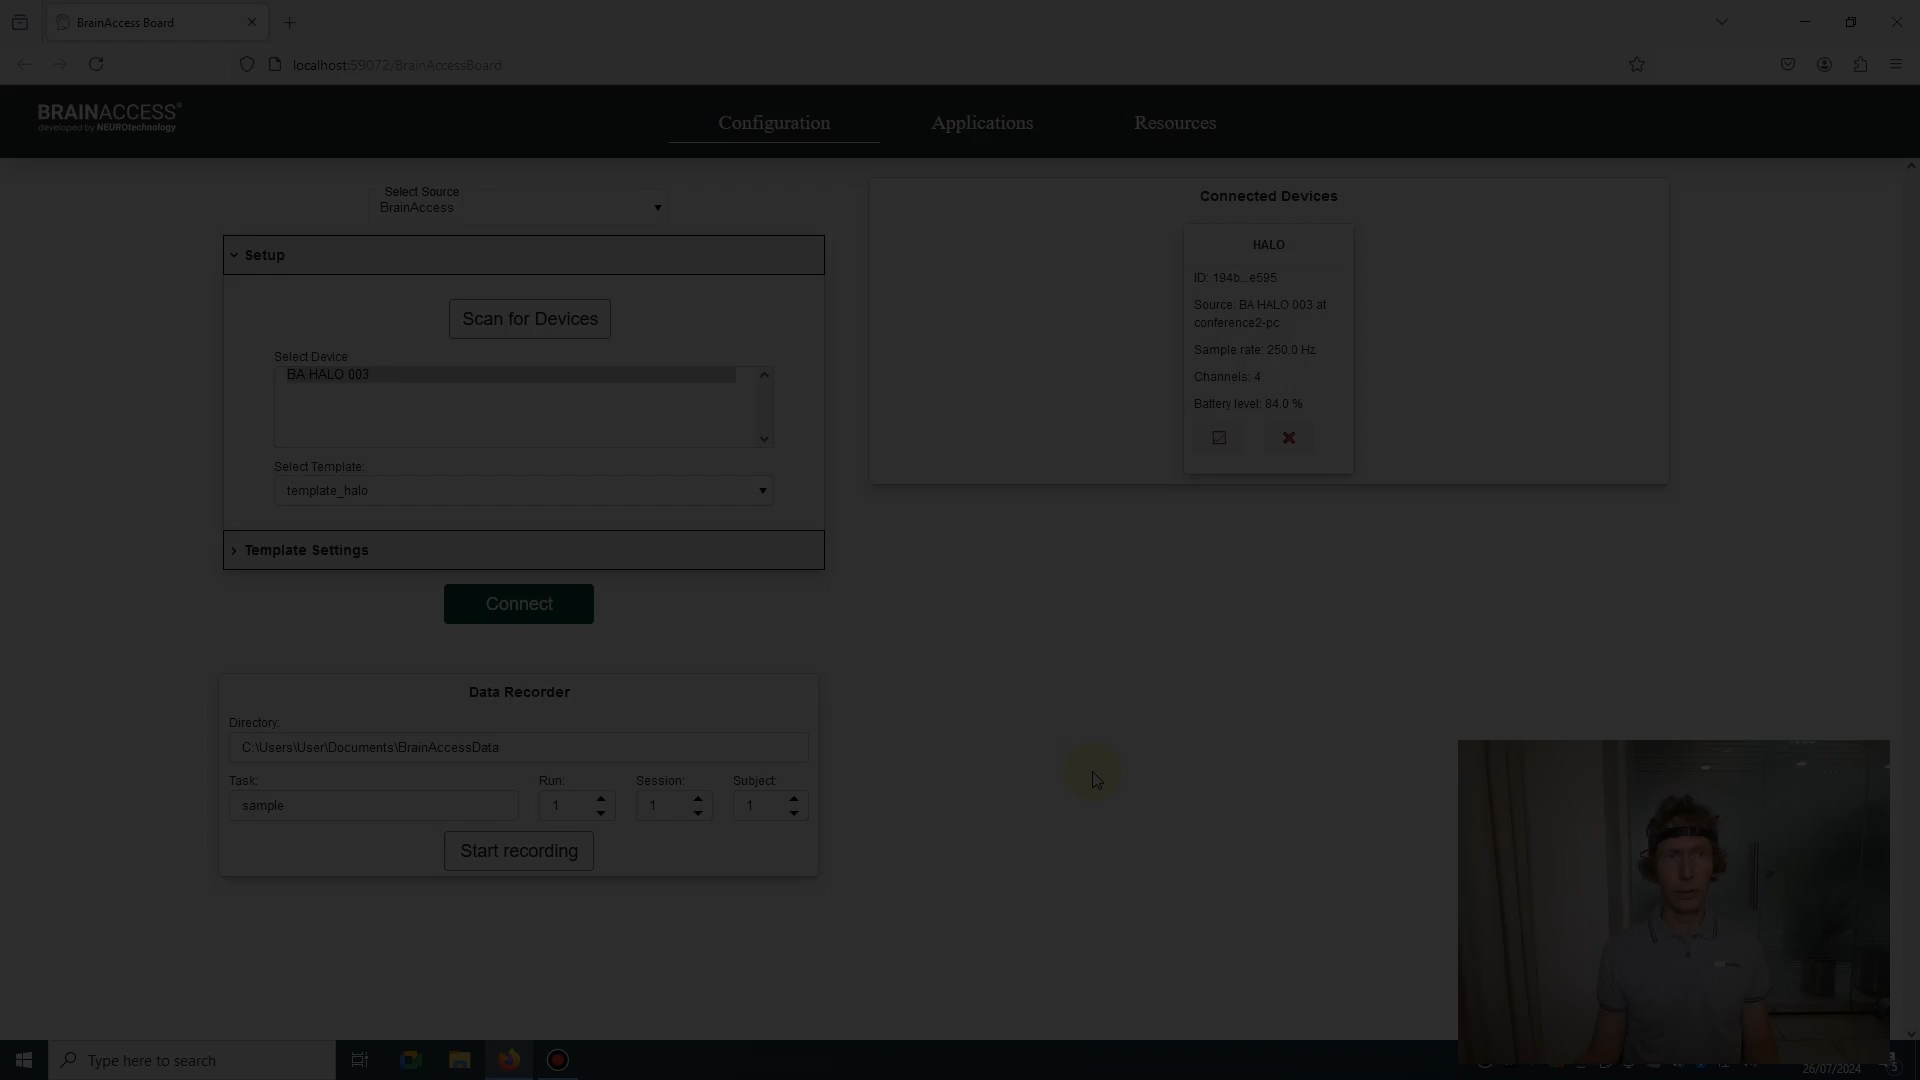 BrainAccess Board
localhost:59072/BrainAccessBoard
BRAINACCESS®
developed by NEUROtechnology
Configuration
Applications
Resources
Select Source
BrainAccess
Setup
Scan for Devices
Select Device
BA HALO 003
Select Template:
template_halo
Template Settings
Connect
Connected Devices
HALO
ID: 194b...e595
Source: BA HALO 003 at
conference2-pc
Sample rate: 250.0 Hz
Channels: 4
Battery level: 84.0 %
Data Recorder
Directory:
C:\Users\User\Documents\BrainAccessData
Task: Run: Session: Subject:
sample 1 1 1
Start recording
Type here to search
26/07/2024
5